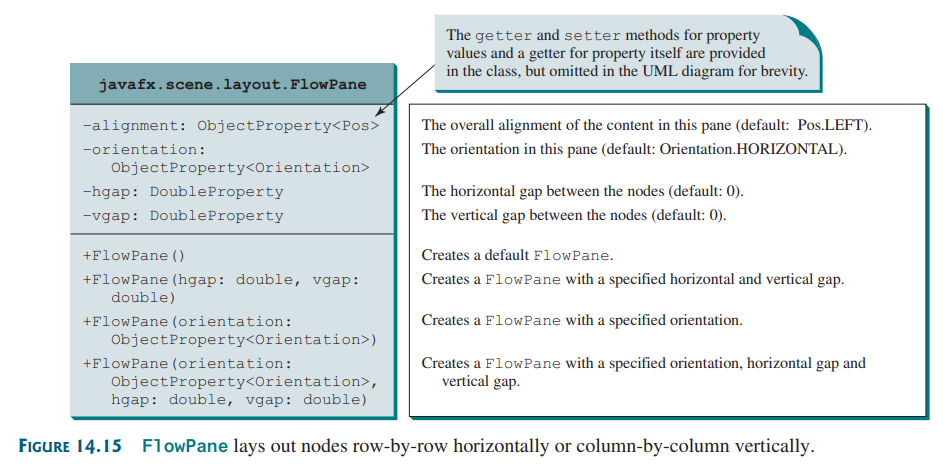 The getter and setter methods for property
values and a getter for property itself are provided
in the class, but omitted in the UML diagram for brevity.
javafx.scene.layout.FlowPane
-alignment: ObjectProperty<Pos>
The overall alignment of the content in this pane (default: Pos.LEFT).
-orientation:
ObjectProperty<Orientation>
The orientation in this pane (default: Orientation.HORIZONTAL).
-hgap: DoubleProperty
The horizontal gap between the nodes (default: 0).
-vgap: DoubleProperty
The vertical gap between the nodes (default: 0).
+FlowPane()
Creates a default FlowPane.
+FlowPane(hgap: double, vgap:
double)
Creates a FlowPane with a specified horizontal and vertical gap.
+FlowPane(orientation:
ObjectProperty<Orientation>)
Creates a FlowPane with a specified orientation.
+FlowPane(orientation:
ObjectProperty<Orientation>,
hgap: double, vgap: double)
Creates a FlowPane with a specified orientation, horizontal gap and
vertical gap.
FIGURE 14.15 FlowPane lays out nodes row-by-row horizontally or column-by-column vertically.